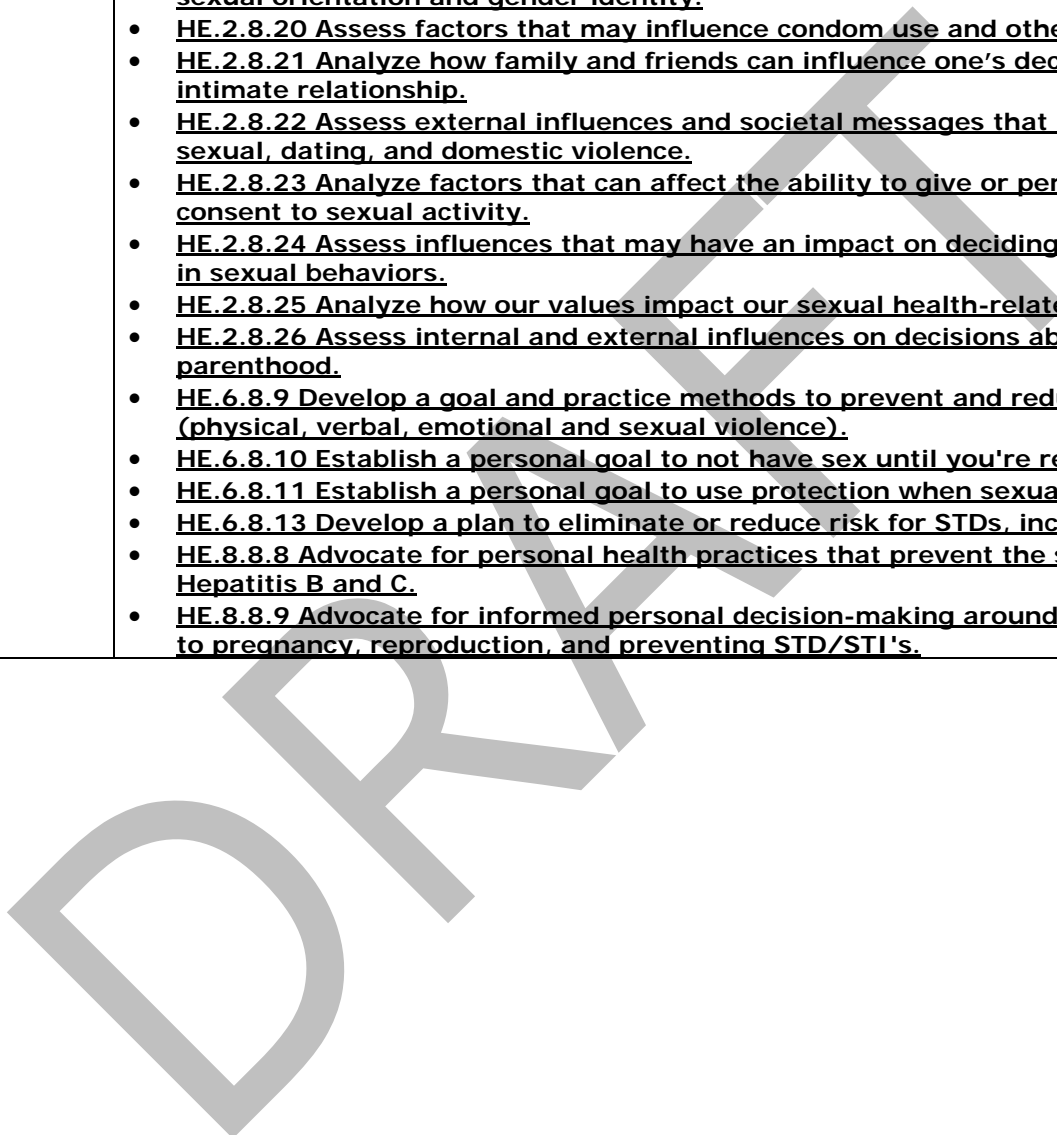 sexual orientation and gender identity.
• HE.2.8.20 Assess factors that may influence condom use and othe
• HE.2.8.21 Analyze how family and friends can influence one’s dec
intimate relationship.
• HE.2.8.22 Assess external influences and societal messages that
sexual, dating, and domestic violence.
• HE.2.8.23 Analyze factors that can affect the ability to give or per
consent to sexual activity.
• HE.2.8.24 Assess influences that may have an impact on deciding
in sexual behaviors.
• HE.2.8.25 Analyze how our values impact our sexual health-relate
• HE.2.8.26 Assess internal and external influences on decisions ab
parenthood.
• HE.6.8.9 Develop a goal and practice methods to prevent and redu
(physical, verbal, emotional and sexual violence).
• HE.6.8.10 Establish a personal goal to not have sex until you're re
• HE.6.8.11 Establish a personal goal to use protection when sexua
• HE.6.8.13 Develop a plan to eliminate or reduce risk for STDs, inc
• HE.8.8.8 Advocate for personal health practices that prevent the s
Hepatitis B and C.
• HE.8.8.9 Advocate for informed personal decision-making around
to pregnancy, reproduction, and preventing STD/STI's.
DRAFT